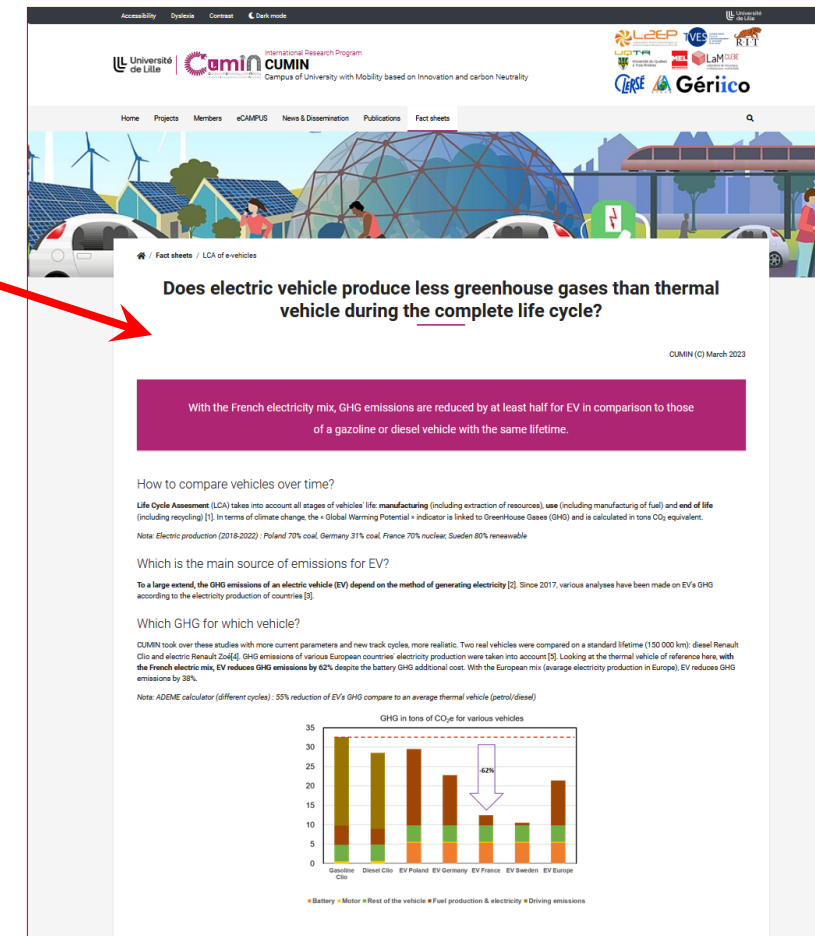 Accessibility Dyslexia Contrast Dark mode
Université de Lille
Université
de Lille
Cumin
International Research Program
CUMIN
Campus of University with Mobility based on Innovation and carbon Neutrality
L2EP TVES RIT
UQTR MEL LaMcube
CLERSE Gériico
Home Projects Members eCAMPUS News & Dissemination Publications Fact sheets
/ Fact sheets / LCA of e-vehicles
Does electric vehicle produce less greenhouse gases than thermal
vehicle during the complete life cycle?
CUMIN (C) March 2023
With the French electricity mix, GHG emissions are reduced by at least half for EV in comparison to those
of a gazoline or diesel vehicle with the same lifetime.
How to compare vehicles over time?
Life Cycle Assesment (LCA) takes into account all stages of vehicles' life: manufacturing (including extraction of resources), use (including manufacturig of fuel) and end of life
(including recycling) [1]. In terms of climate change, the « Global Warming Potential » indicator is linked to GreenHouse Gases (GHG) and is calculated in tons CO₂ equivalent.
Nota: Electric production (2018-2022) : Poland 70% coal, Germany 31% coal, France 70% nuclear, Sueden 80% reneawable
Which is the main source of emissions for EV?
To a large extend, the GHG emissions of an electric vehicle (EV) depend on the method of generating electricity [2]. Since 2017, various analyses have been made on EV's GHG
according to the electricity production of countries [3].
Which GHG for which vehicle?
CUMIN took over these studies with more current parameters and new track cycles, more realistic. Two real vehicles were compared on a standard lifetime (150 000 km): diesel Renault
Clio and electric Renault Zoé[4]. GHG emissions of various European countries' electricity production were taken into account [5]. Looking at the thermal vehicle of reference here, with
the French electric mix, EV reduces GHG emissions by 62% despite the battery GHG additional cost. With the European mix (avarage electricity production in Europe), EV reduces GHG
emissions by 38%.
Nota: ADEME calculator (different cycles) : 55% reduction of EV's GHG compare to an average thermal vehicle (petrol/diesel)
GHG in tons of CO₂e for various vehicles
35
30
25
20
15
10
5
0
-62%
Gasoline Clio Diesel Clio EV Poland EV Germany EV France EV Sweden EV Europe
Battery Motor Rest of the vehicle Fuel production & electricity Driving emissions